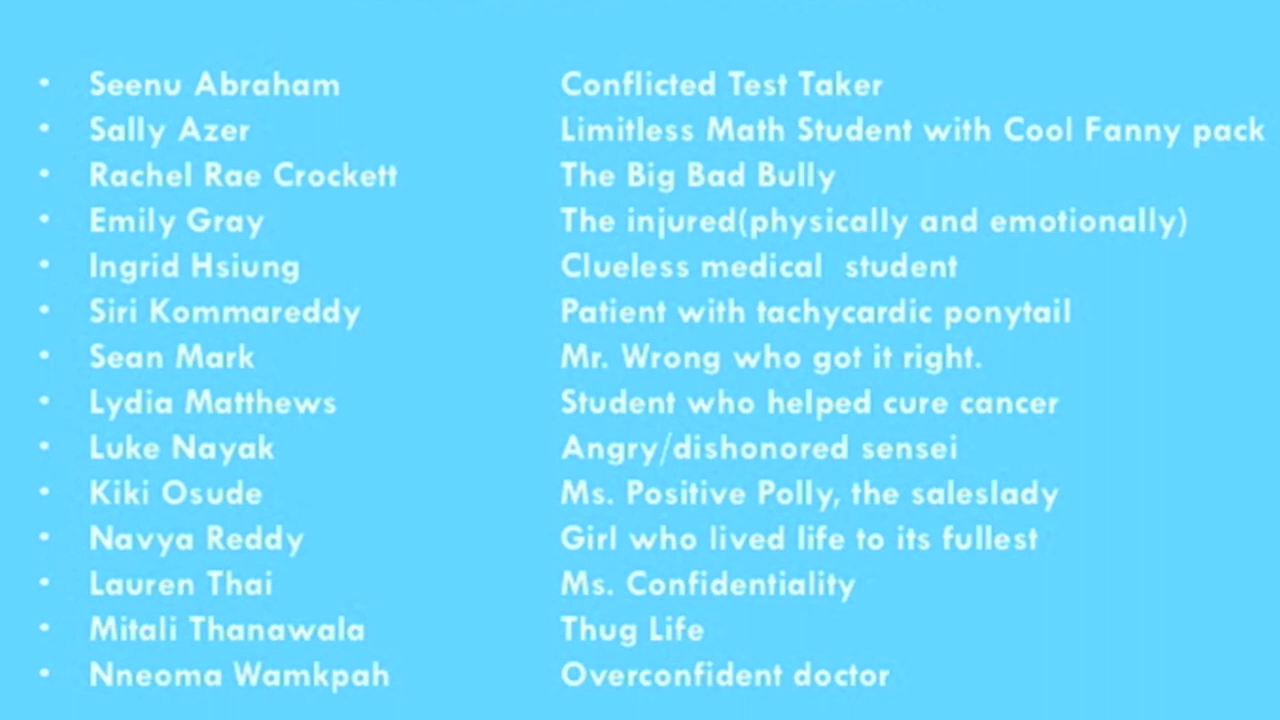 • Seenu Abraham Conflicted Test Taker
• Sally Azer Limitless Math Student with Cool Fanny pack
• Rachel Rae Crockett The Big Bad Bully
• Emily Gray The injured(physically and emotionally)
• Ingrid Hsiung Clueless medical  student
• Siri Kommareddy Patient with tachycardic ponytail
• Sean Mark Mr. Wrong who got it right.
• Lydia Matthews Student who helped cure cancer
• Luke Nayak Angry/dishonored sensei
• Kiki Osude Ms. Positive Polly, the saleslady
• Navya Reddy Girl who lived life to its fullest
• Lauren Thai Ms. Confidentiality
• Mitali Thanawala Thug Life
• Nneoma Wamkpah Overconfident doctor